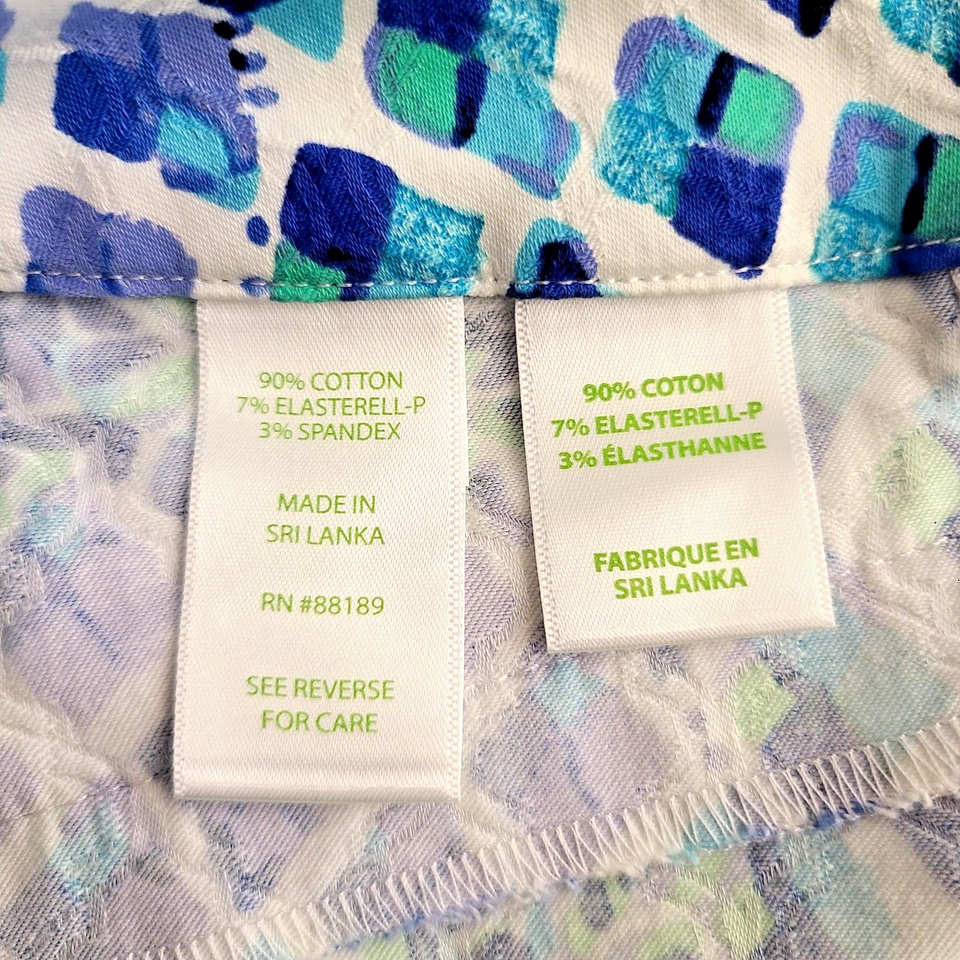 90% COTTON
7% ELASTERELL-P
3% SPANDEX
MADE IN
SRI LANKA
RN #88189
SEE REVERSE
FOR CARE
90% COTON
7% ELASTERELL-P
3% ÉLASTHANNE
FABRIQUE EN
SRI LANKA